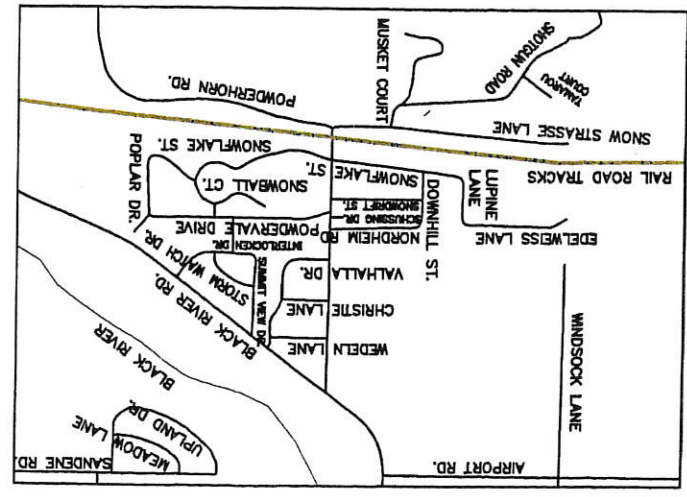 SANDENE RD.
MEADOW LANE
UPLAND DR.
AIRPORT RD.
BLACK RIVER
BLACK RIVER RD.
WINDSOCK LANE
WEDELN LANE
CHRISTIE LANE
VALHALLA DR.
SUMMIT VIEW DR.
STORM WATCH DR.
INTERLOCKEN DR.
POWDERVALE DRIVE
NORDHEIM RD
SCHUSSING DR.
SNOWDRIFT ST.
SNOWFLAKE ST.
DOWNHILL ST.
EDELWEISS LANE
LUPINE LANE
POPLAR DR.
SNOWBALL CT.
SNOWFLAKE ST.
RAIL ROAD TRACKS
SNOW STRASSE LANE
POWDERHORN RD.
MUSKET COURT
SHOTGUN ROAD
TAMAROU COURT